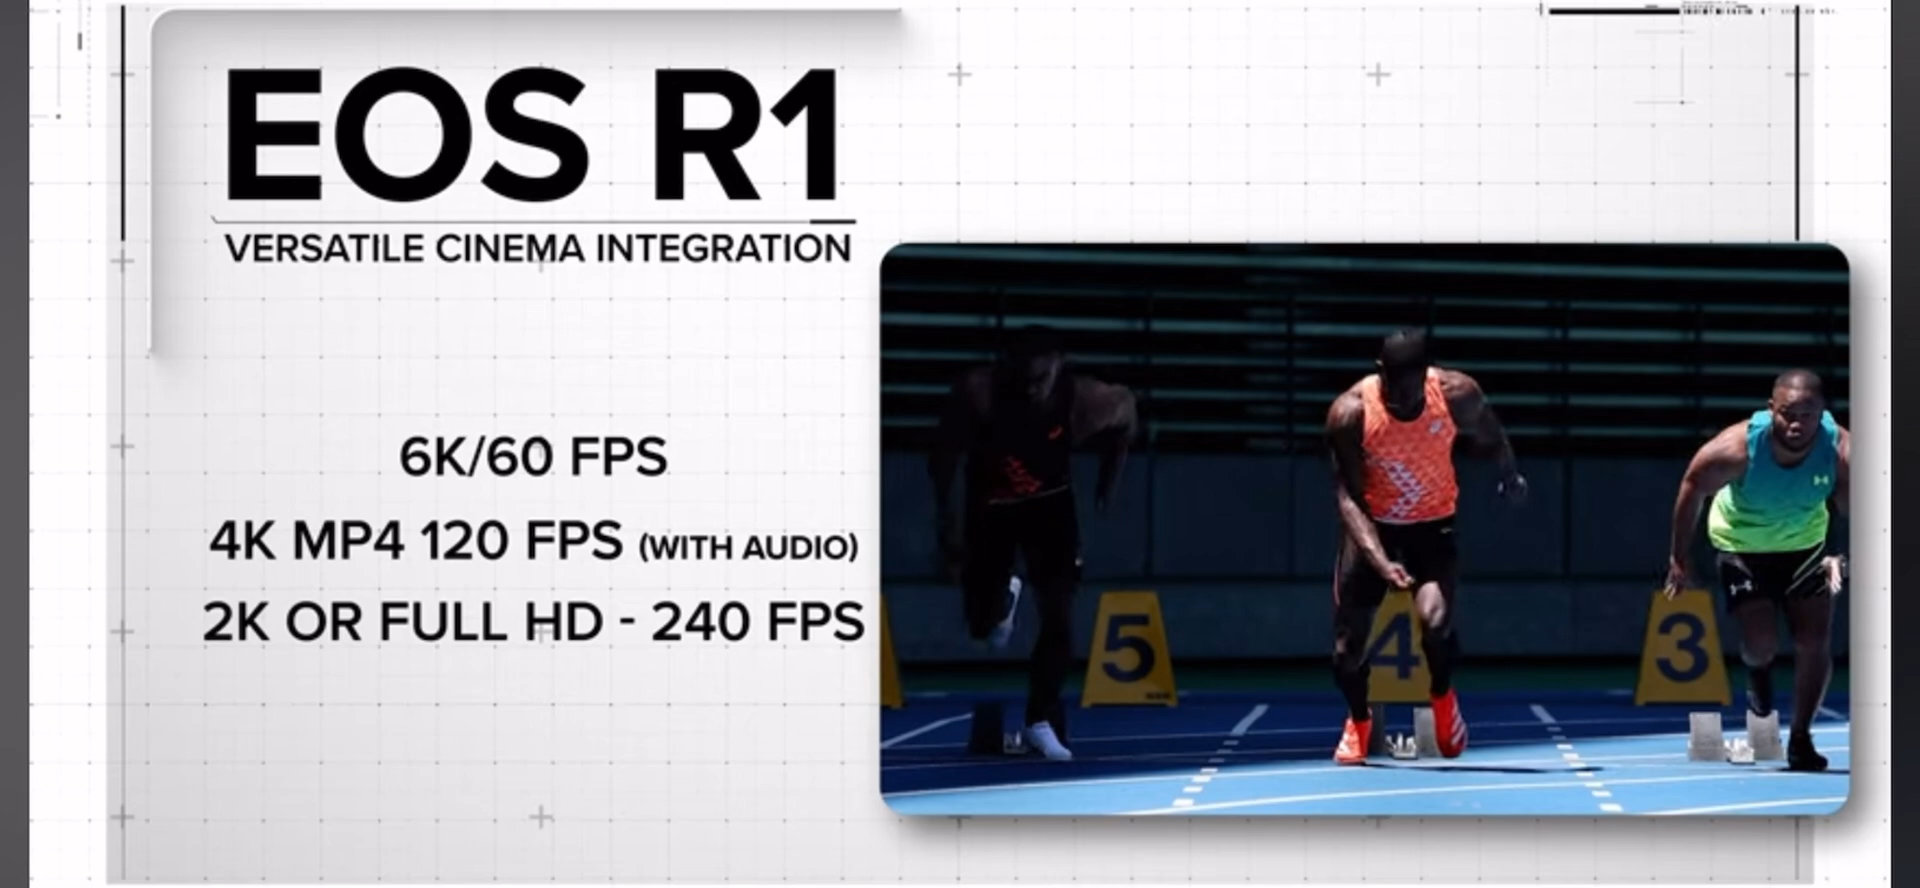 EOS R1
VERSATILE CINEMA INTEGRATION
6K/60 FPS
4K MP4 120 FPS (WITH AUDIO)
2K OR FULL HD - 240 FPS
5
4
3